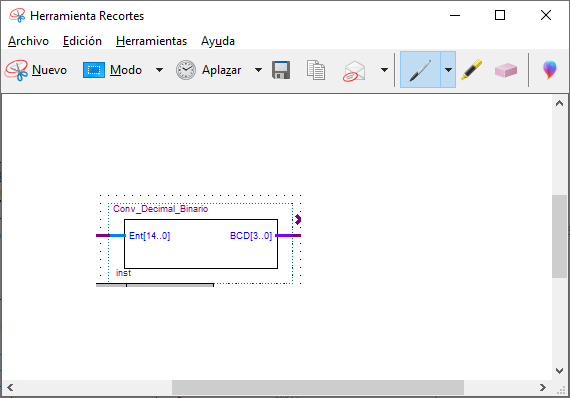 Herramienta Recortes
Archivo Edición Herramientas Ayuda
Nuevo Modo Aplazar
Conv_Decimal_Binario
Ent[14..0] BCD[3..0]
inst